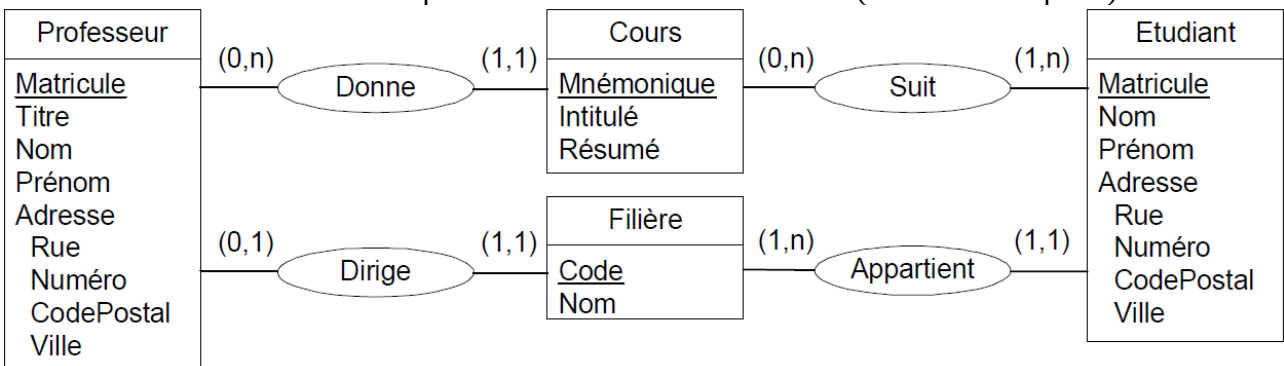 Professeur
Matricule
Titre
Nom
Prénom
Adresse
Rue
Numéro
CodePostal
Ville
(0,n)
Donne
(1,1)
Cours
Mnémonique
Intitulé
Résumé
(0,n)
Suit
(1,n)
Etudiant
Matricule
Nom
Prénom
Adresse
Rue
Numéro
CodePostal
Ville
(0,1)
Dirige
(1,1)
Filière
Code
Nom
(1,n)
Appartient
(1,1)